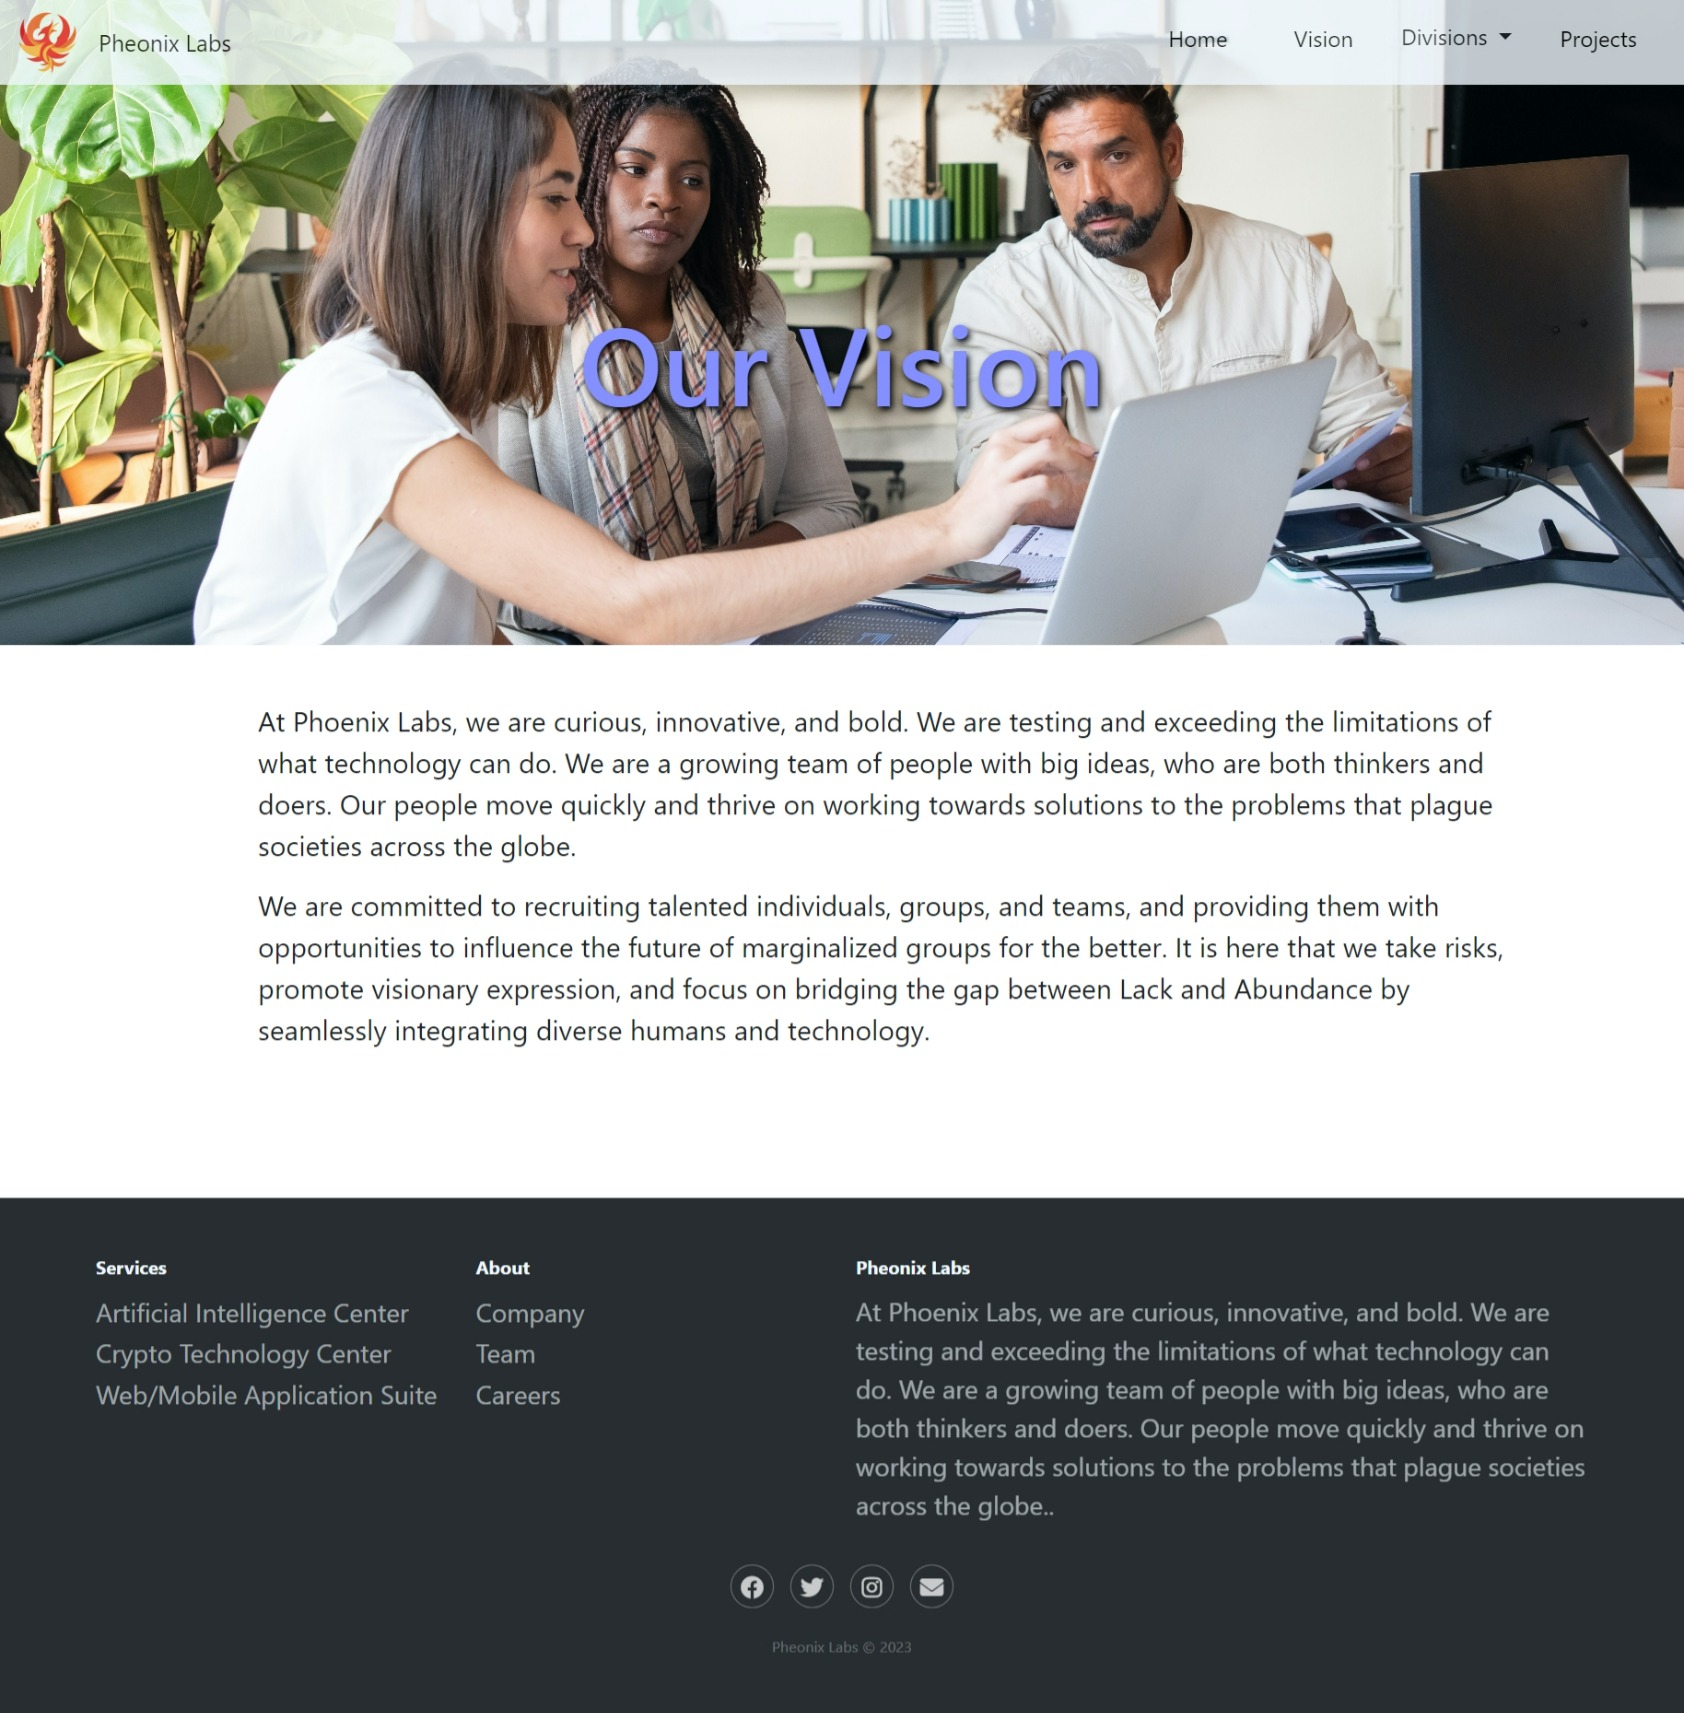 Pheonix Labs
Home
Vision
Divisions
Projects
Our Vision
At Phoenix Labs, we are curious, innovative, and bold. We are testing and exceeding the limitations of
what technology can do. We are a growing team of people with big ideas, who are both thinkers and
doers. Our people move quickly and thrive on working towards solutions to the problems that plague
societies across the globe.
We are committed to recruiting talented individuals, groups, and teams, and providing them with
opportunities to influence the future of marginalized groups for the better. It is here that we take risks,
promote visionary expression, and focus on bridging the gap between Lack and Abundance by
seamlessly integrating diverse humans and technology.
Services
Artificial Intelligence Center
Crypto Technology Center
Web/Mobile Application Suite
About
Company
Team
Careers
Pheonix Labs
At Phoenix Labs, we are curious, innovative, and bold. We are
testing and exceeding the limitations of what technology can
do. We are a growing team of people with big ideas, who are
both thinkers and doers. Our people move quickly and thrive on
working towards solutions to the problems that plague societies
across the globe..
Pheonix Labs © 2023